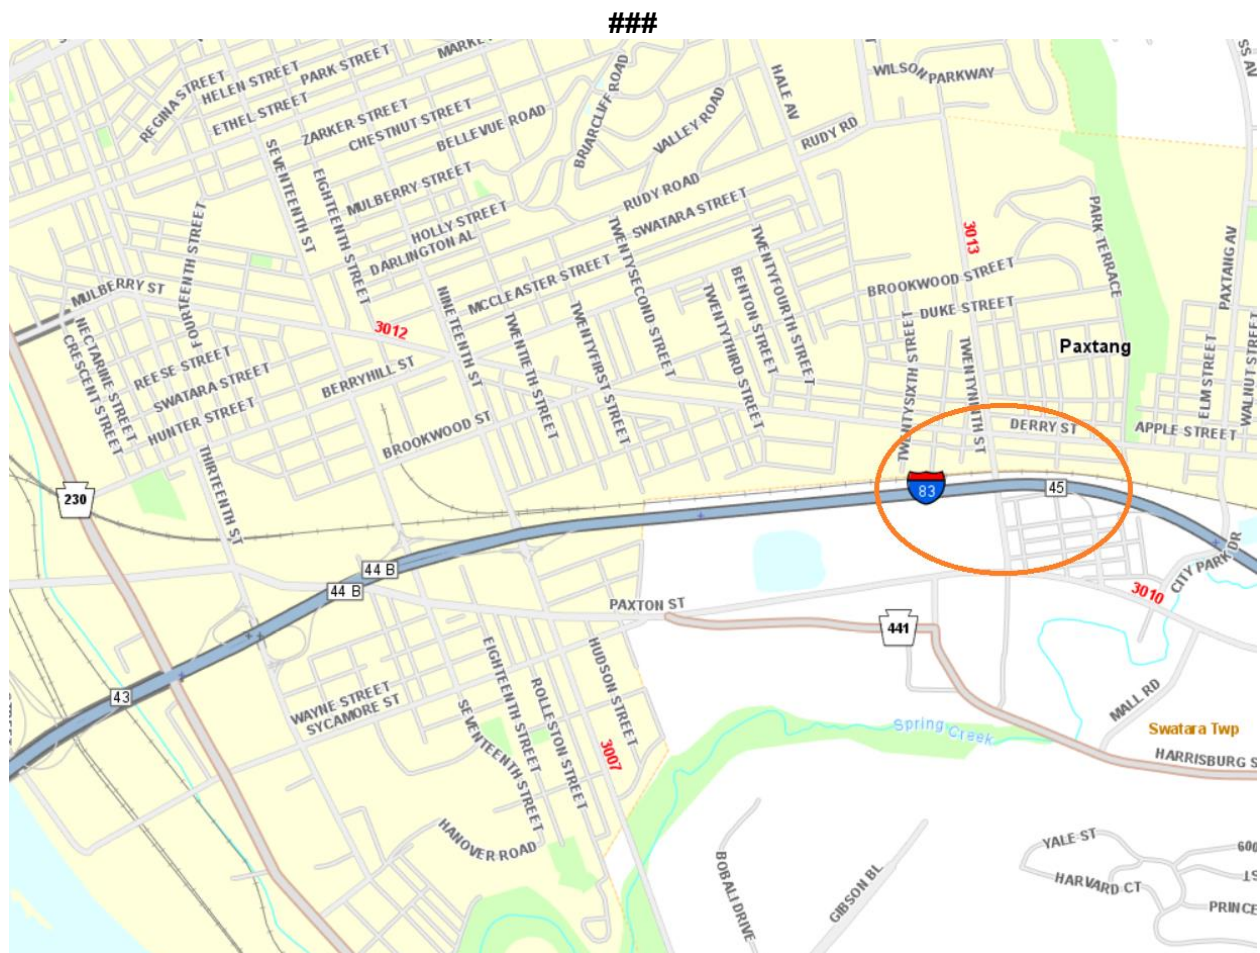 ###
SS AV
MARKE
PARK STREET
HELEN STREET
REGINA STREET
ETHEL STREET
ZARKER STREET
CHESTNUT STREET
BELLEVUE ROAD
BRIARCLIFF ROAD
VALLEY ROAD
HALE AV
WILSON PARKWAY
RUDY RD
SEVENTEENTH ST
EIGHTEENTH STREET
MULBERRY STREET
RUDY ROAD
SWATARA STREET
HOLLY STREET
DARLINGTON AL
FOURTEENTH STREET
TWENTYSECOND STREET
TWENTYFOURTH STREET
3013
PARK TERRACE
PAXTANG AV
MULBERRY ST
MCCLEASTER STREET
BROOKWOOD STREET
DUKE STREET
BENTON STREET
TWENTYTHIRD STREET
NINETEENTH ST
TWENTIETH STREET
TWENTYFIRST STREET
3012
NECTARINE STREET
CRESCENT STREET
REESE STREET
SWATARA STREET
HUNTER STREET
BERRYHILL ST
BROOKWOOD ST
TWENTYSIXTH STREET
TWENTYNINTH ST
Paxtang
ELM STREET
WALNUT STREET
DERRY ST
APPLE STREET
THIRTEENTH ST
230
83
45
44 B
44 B
PAXTON ST
CITY PARK DR
3010
441
43
WAYNE STREET
SYCAMORE ST
SEVENTEENTH STREET
EIGHTEENTH STREET
ROLLESTON STREET
HUDSON STREET
3007
MALL RD
Spring Creek
Swatara Twp
HARRISBURG S
HANOVER ROAD
BOBALI DRIVE
GIBSON BL
YALE ST
HARVARD CT
PRINCE